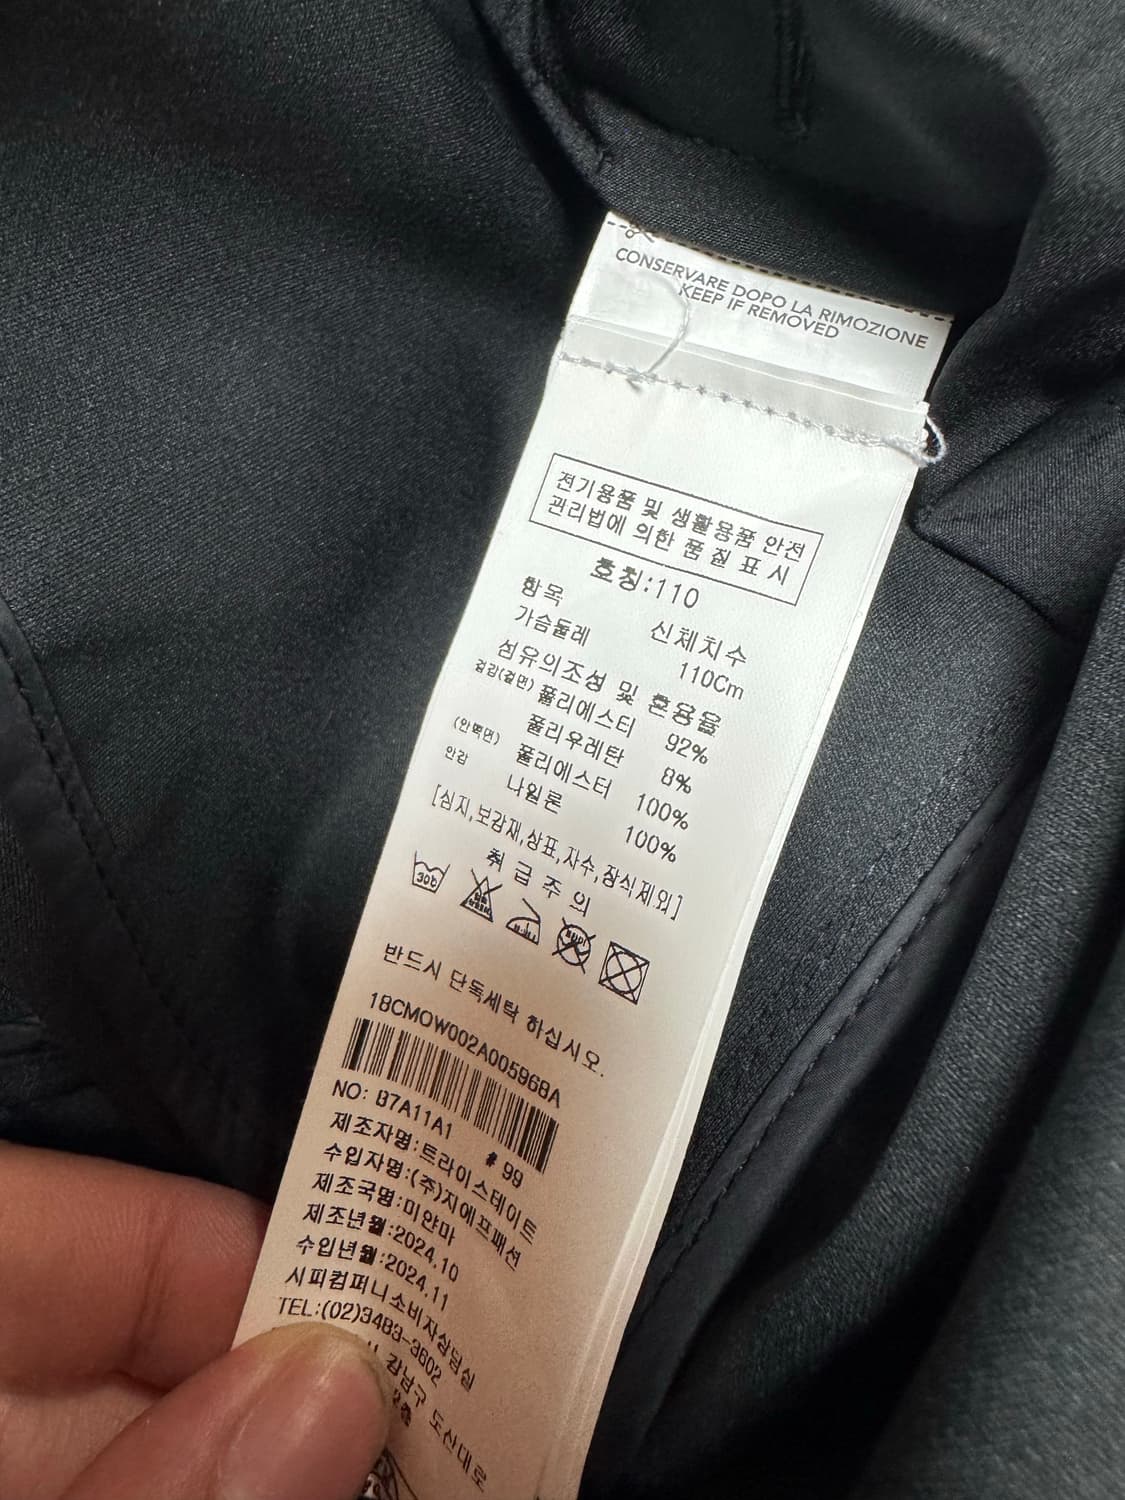 CONSERVARE DOPO LA RIMOZIONE
KEEP IF REMOVED
전기용품 및 생활용품 안전
관리법에 의한 품질표시
호칭:110
항목 신체치수
가슴둘레 110Cm
섬유의조성 및 혼용율
겉감(겉면) 폴리에스터 92%
폴리우레탄 8%
(안쪽면) 폴리에스터 100%
안감 나일론 100%
[심지,보강재,상표,자수,장식제외]
취급주의
30℃
반드시 단독세탁 하십시오.
18CMOW002A005968A
NO: B7A11A1 #99
제조자명:트라이스테이트
수입자명:(주)지에프패션
제조국명:미얀마
제조년월:2024.10
수입년월:2024.11
시피컴퍼니소비자상담실
TEL:(02)3483-3602
강남구 도산대로